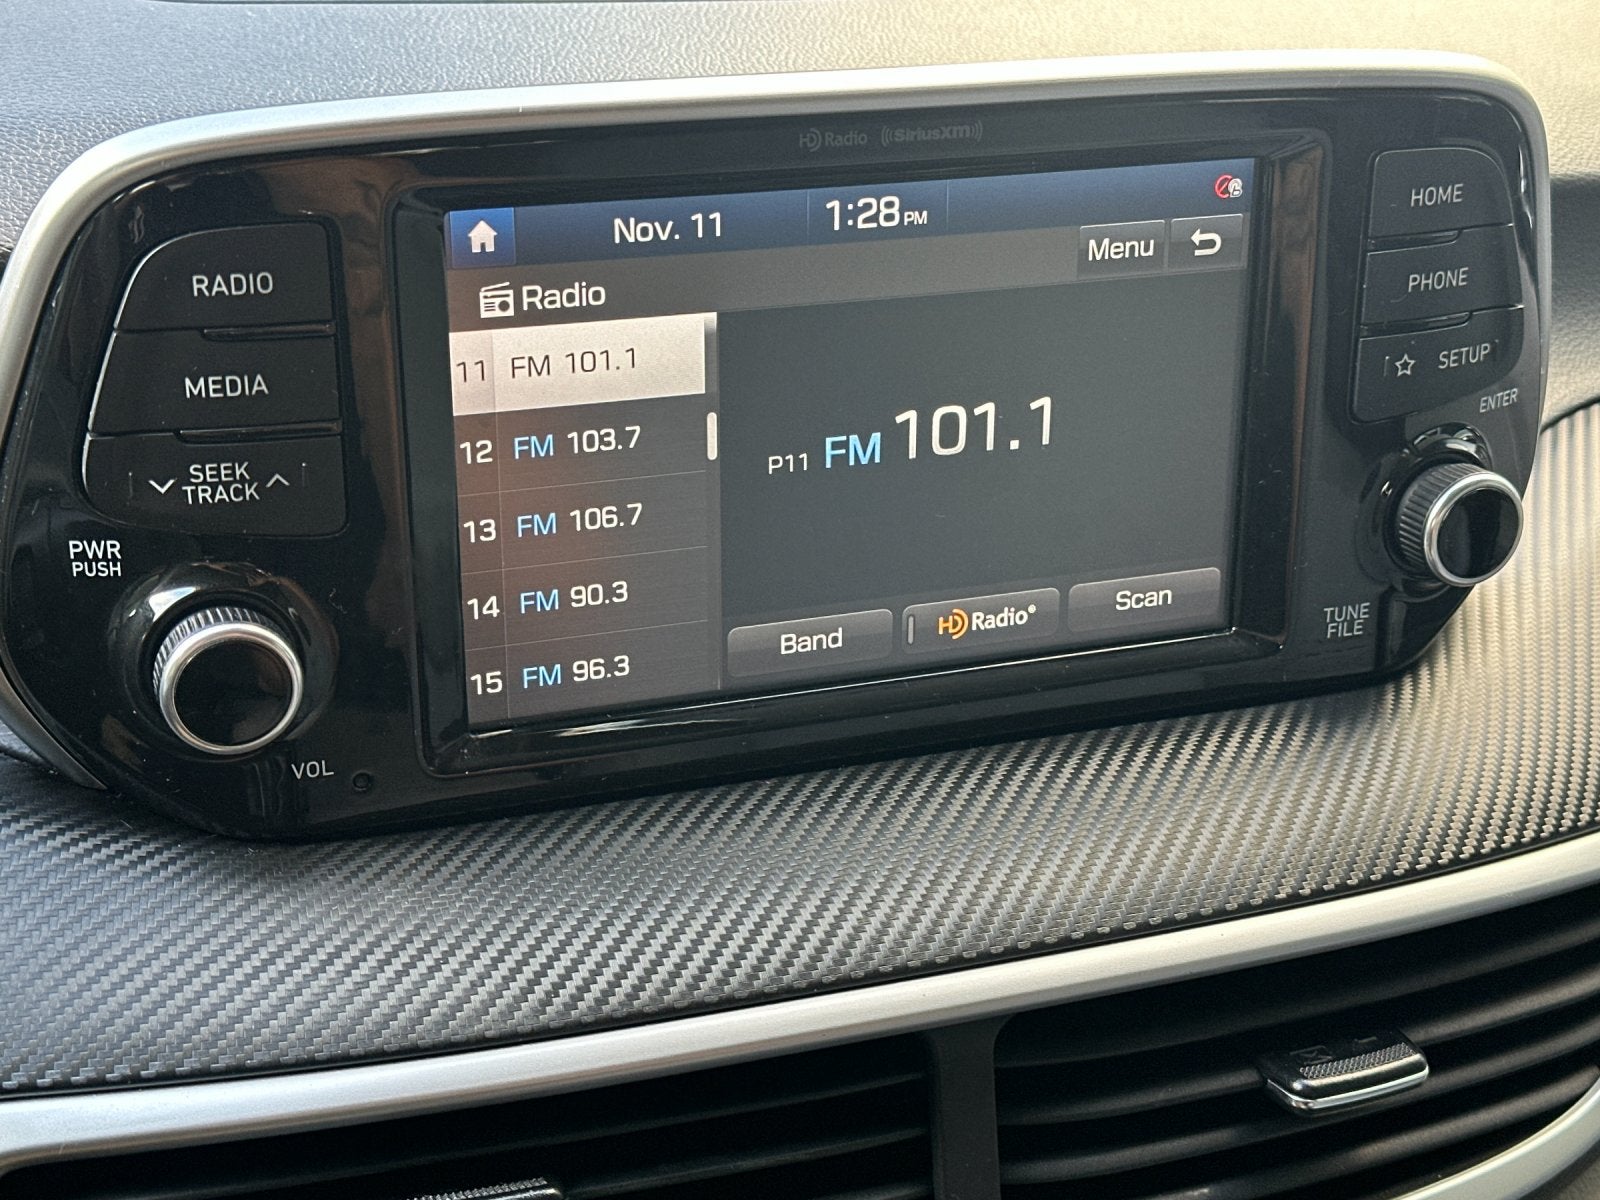 HD Radio ((SiriusXM))
Nov. 11 1:28 PM
Menu
Radio
11 FM 101.1
12 FM 103.7
13 FM 106.7
14 FM 90.3
15 FM 96.3
P11 FM 101.1
Band
HD Radio®
Scan
RADIO
MEDIA
SEEK
TRACK
PWR
PUSH
VOL
HOME
PHONE
☆ SETUP
ENTER
TUNE
FILE